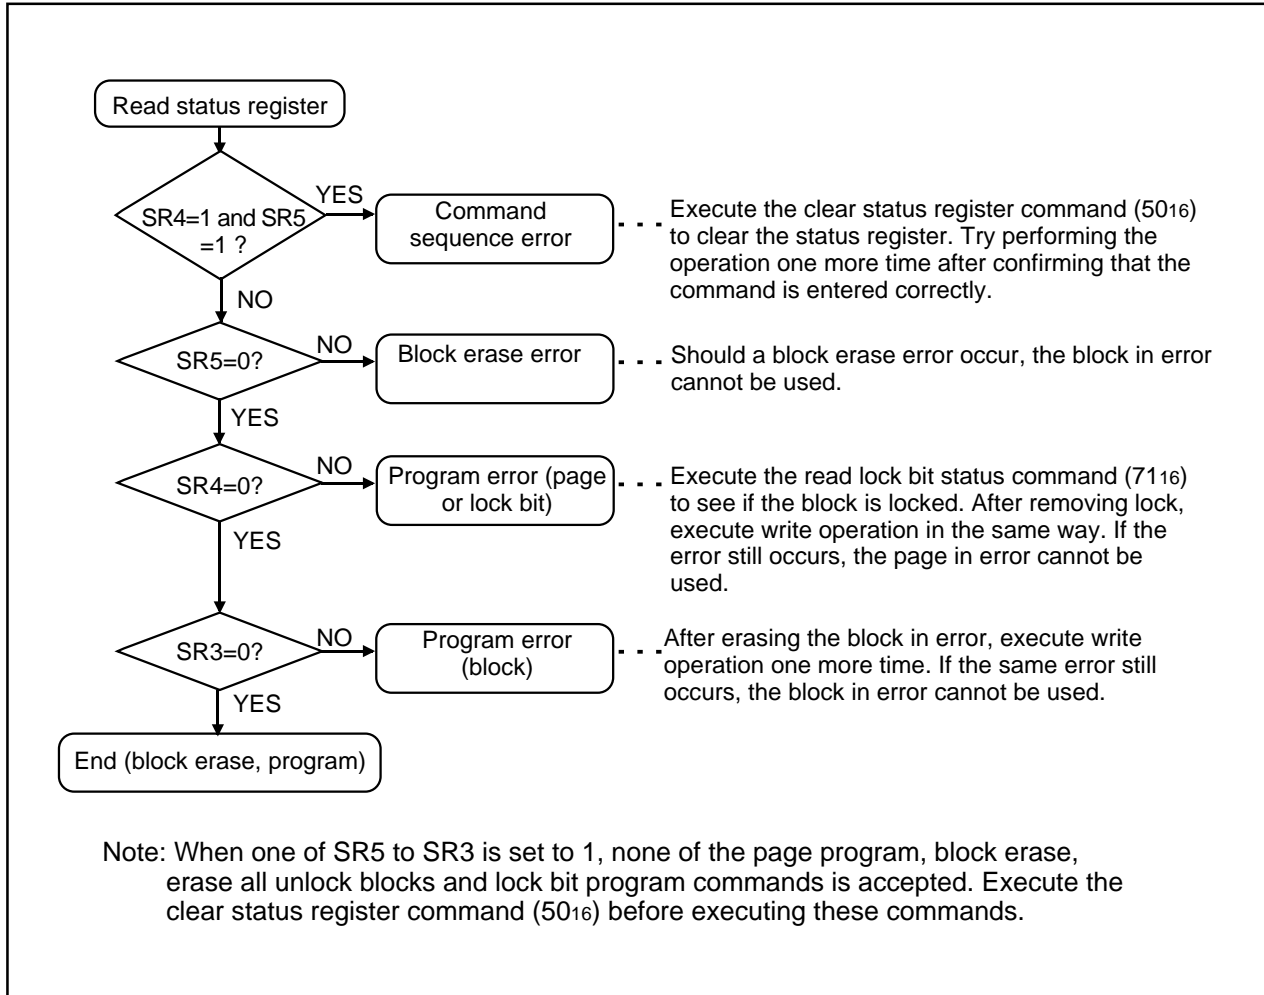 Read status register
SR4=1 and SR5
=1 ?
YES
Command
sequence error
Execute the clear status register command (5016)
to clear the status register. Try performing the
operation one more time after confirming that the
command is entered correctly.
NO
SR5=0?
NO
Block erase error
Should a block erase error occur, the block in error
cannot be used.
YES
SR4=0?
NO
Program error (page
or lock bit)
Execute the read lock bit status command (7116)
to see if the block is locked. After removing lock,
execute write operation in the same way. If the
error still occurs, the page in error cannot be
used.
YES
SR3=0?
NO
Program error
(block)
After erasing the block in error, execute write
operation one more time. If the same error still
occurs, the block in error cannot be used.
YES
End (block erase, program)
Note: When one of SR5 to SR3 is set to 1, none of the page program, block erase,
erase all unlock blocks and lock bit program commands is accepted. Execute the
clear status register command (5016) before executing these commands.